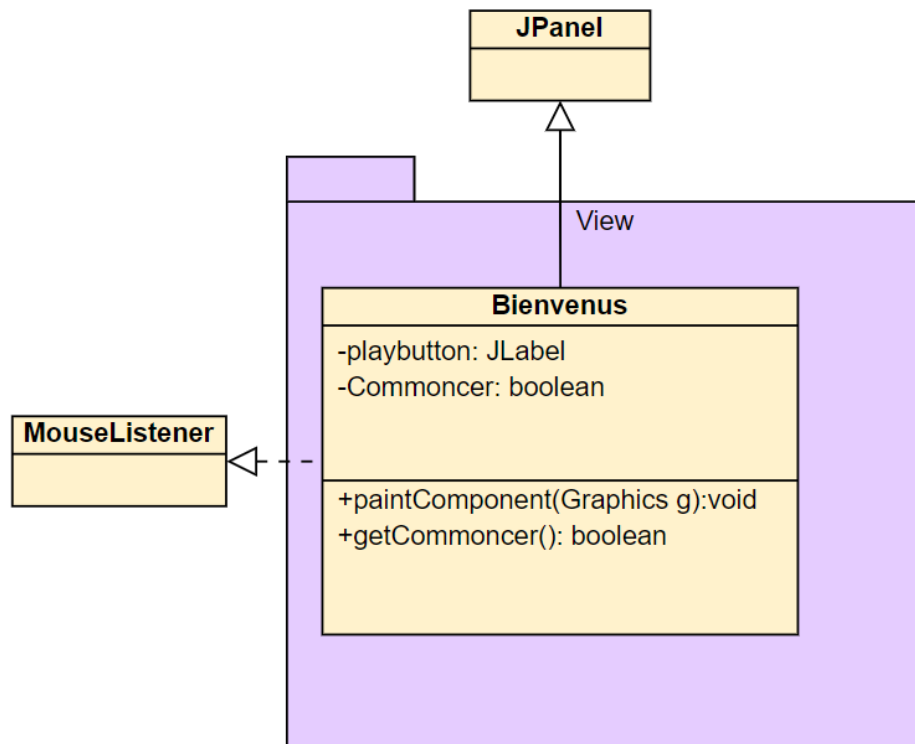 JPanel
View
Bienvenus
-playbutton: JLabel
-Commoncer: boolean
MouseListener
+paintComponent(Graphics g):void
+getCommoncer(): boolean